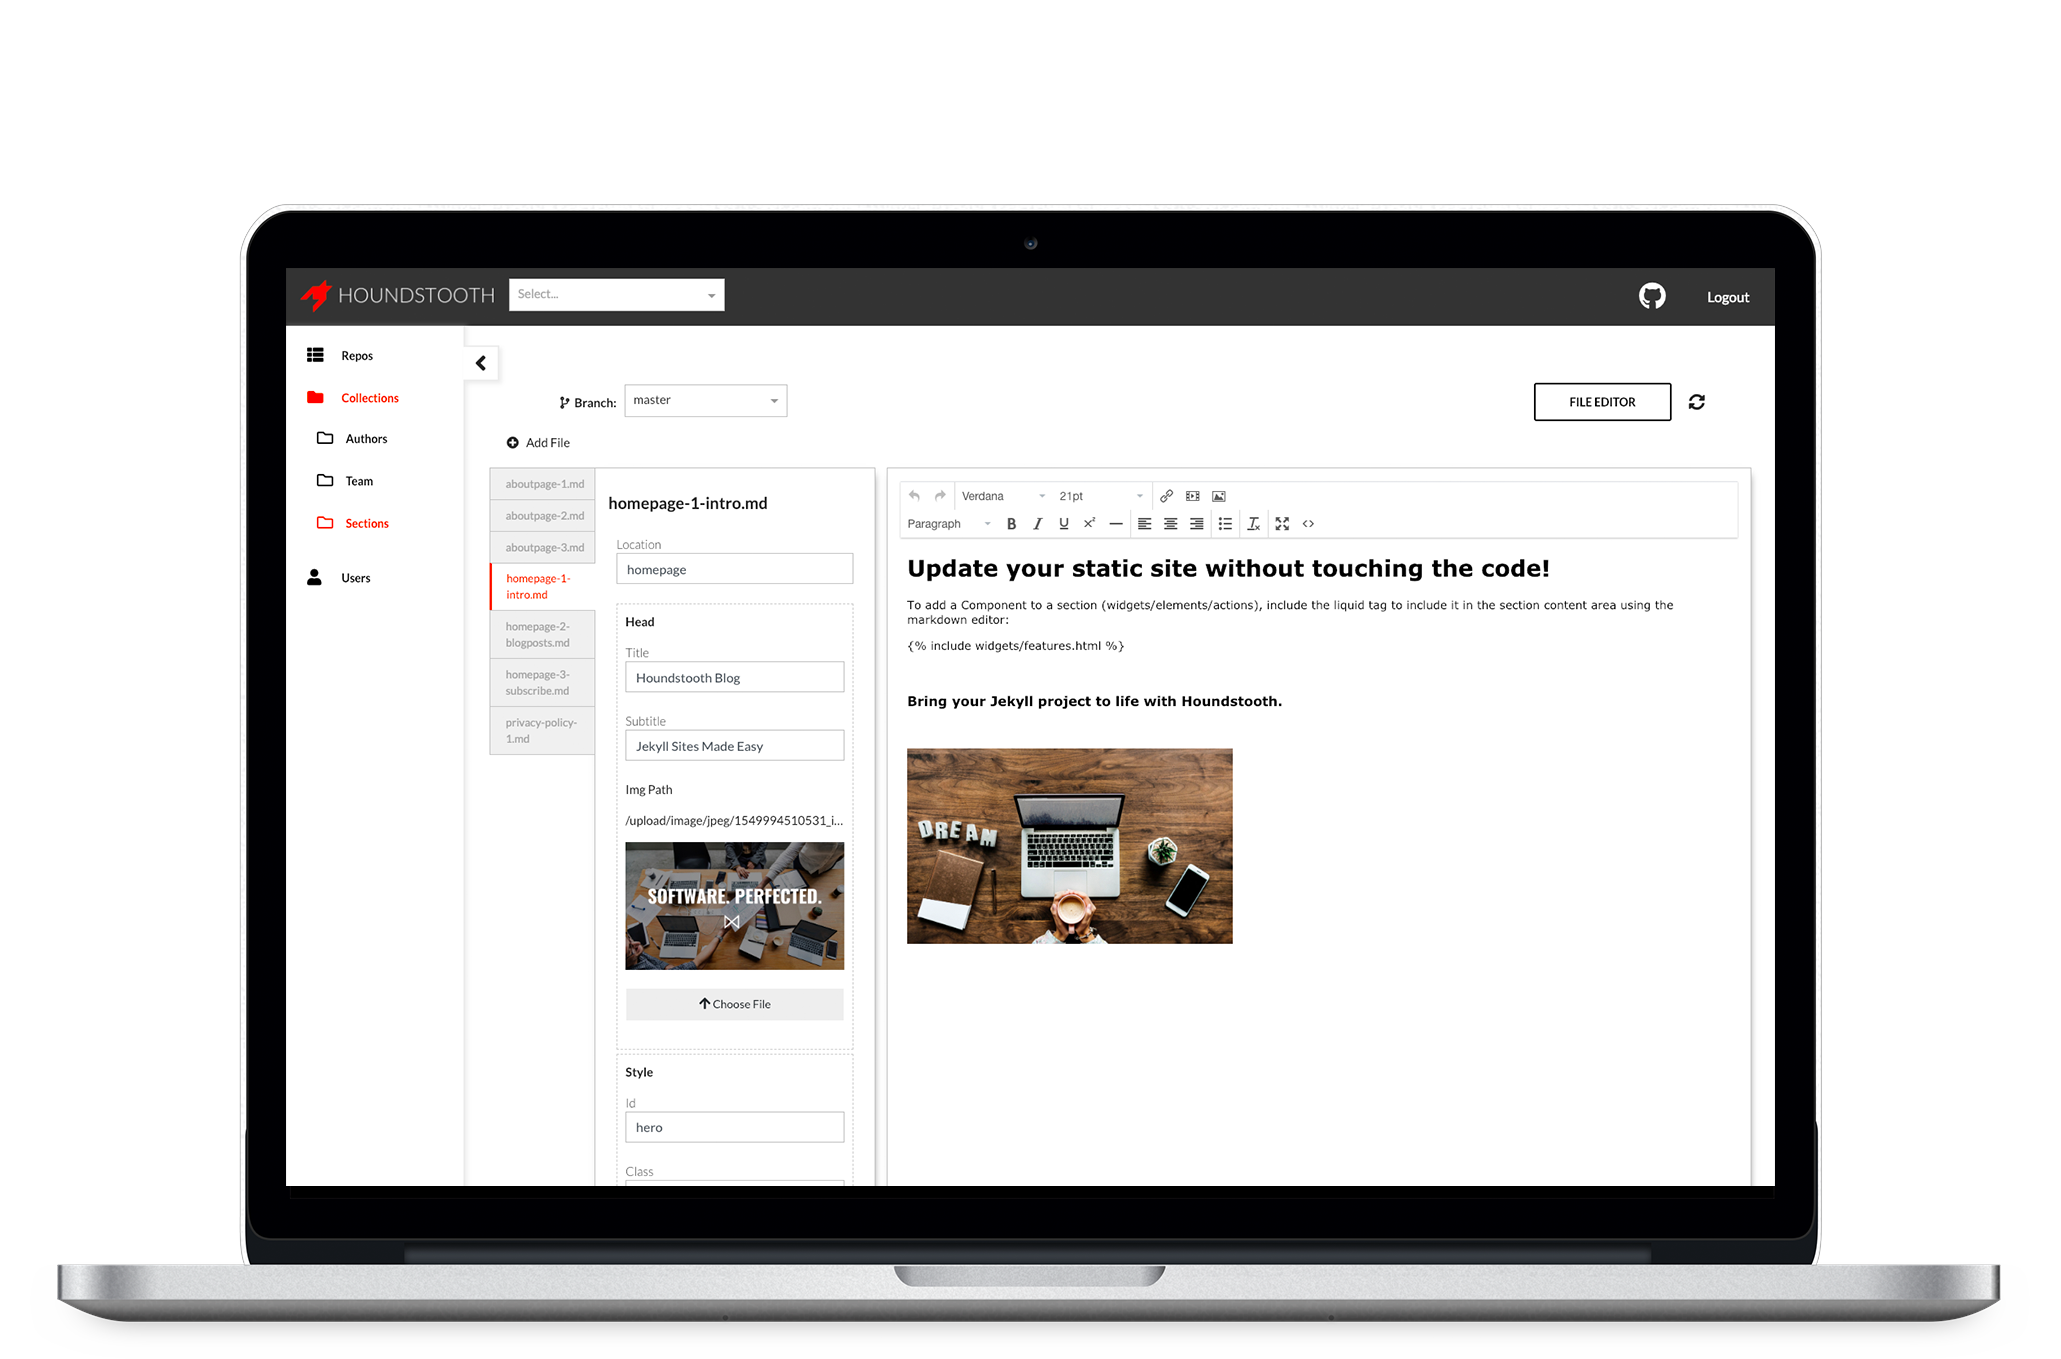 HOUNDSTOOTH
Select...
Logout
Repos
Collections
Authors
Team
Sections
Users
Branch:
master
FILE EDITOR
Add File
aboutpage-1.md
aboutpage-2.md
aboutpage-3.md
homepage-1-
intro.md
homepage-2-
blogposts.md
homepage-3-
subscribe.md
privacy-policy-
1.md
homepage-1-intro.md
Location
homepage
Head
Title
Houndstooth Blog
Subtitle
Jekyll Sites Made Easy
Img Path
/upload/image/jpeg/1549994510531_i...
SOFTWARE. PERFECTED.
Choose File
Style
Id
hero
Class
Verdana
21pt
Paragraph
B I U x²
Update your static site without touching the code!
To add a Component to a section (widgets/elements/actions), include the liquid tag to include it in the section content area using the
markdown editor:
{% include widgets/features.html %}
Bring your Jekyll project to life with Houndstooth.
DREAM